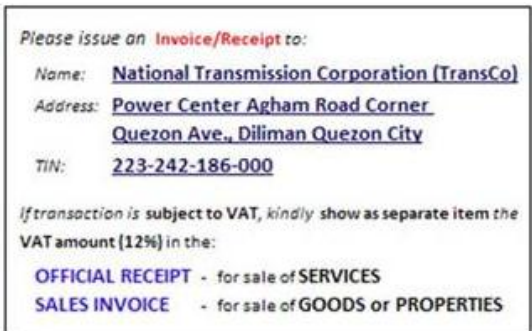 Please issue an Invoice/Receipt to:
Name: National Transmission Corporation (TransCo)
Address: Power Center Agham Road Corner
Quezon Ave., Diliman Quezon City
TIN: 223-242-186-000
If transaction is subject to VAT, kindly show as separate item the
VAT amount (12%) in the:
OFFICIAL RECEIPT - for sale of SERVICES
SALES INVOICE - for sale of GOODS or PROPERTIES